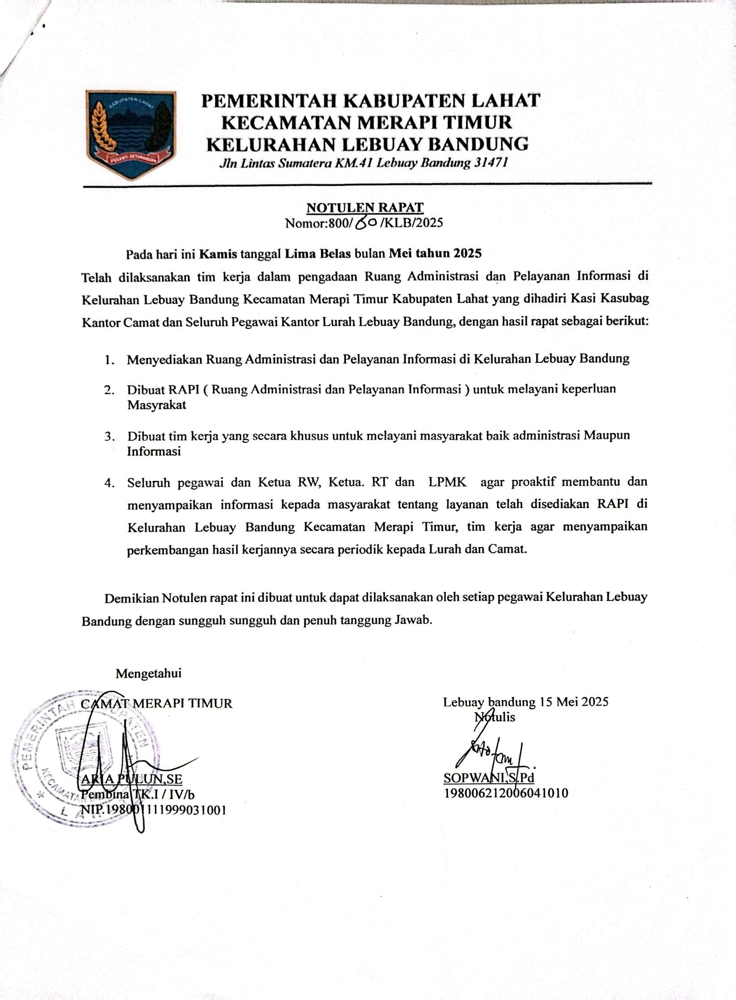 KABUPATEN LAHAT
SEGANTI SETUNGGUAN
PEMERINTAH KABUPATEN LAHAT
KECAMATAN MERAPI TIMUR
KELURAHAN LEBUAY BANDUNG
Jln Lintas Sumatera KM.41 Lebuay Bandung 31471
NOTULEN RAPAT
Nomor:800/ 60 /KLB/2025
Pada hari ini Kamis tanggal Lima Belas bulan Mei tahun 2025
Telah dilaksanakan tim kerja dalam pengadaan Ruang Administrasi dan Pelayanan Informasi di
Kelurahan Lebuay Bandung Kecamatan Merapi Timur Kabupaten Lahat yang dihadiri Kasi Kasubag
Kantor Camat dan Seluruh Pegawai Kantor Lurah Lebuay Bandung, dengan hasil rapat sebagai berikut:
1. Menyediakan Ruang Administrasi dan Pelayanan Informasi di Kelurahan Lebuay Bandung
2. Dibuat RAPI ( Ruang Administrasi dan Pelayanan Informasi ) untuk melayani keperluan
Masyrakat
3. Dibuat tim kerja yang secara khusus untuk melayani masyarakat baik administrasi Maupun
Informasi
4. Seluruh pegawai dan Ketua RW, Ketua. RT dan LPMK agar proaktif membantu dan
menyampaikan informasi kepada masyarakat tentang layanan telah disediakan RAPI di
Kelurahan Lebuay Bandung Kecamatan Merapi Timur, tim kerja agar menyampaikan
perkembangan hasil kerjannya secara periodik kepada Lurah dan Camat.
Demikian Notulen rapat ini dibuat untuk dapat dilaksanakan oleh setiap pegawai Kelurahan Lebuay
Bandung dengan sungguh sungguh dan penuh tanggung Jawab.
Mengetahui
CAMAT MERAPI TIMUR
PEMERINTAH KABUPATEN
KECAMATAN
LAHAT
ARIA PULUN,SE
Pembina TK.I / IV/b
NIP.198001111999031001
Lebuay bandung 15 Mei 2025
Notulis
SOPWANI,S.Pd
198006212006041010